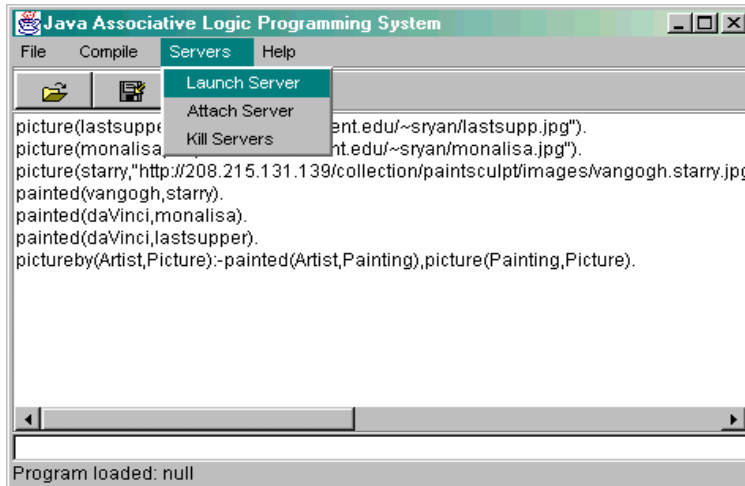 Java Associative Logic Programming System
File Compile Servers Help
Launch Server
Attach Server
Kill Servers
picture(lastsuppe ent.edu/~sryan/lastsupp.jpg").
picture(monalisa, nt.edu/~sryan/monalisa.jpg").
picture(starry,"http://208.215.131.139/collection/paintsculpt/images/vangogh.starry.jpg
painted(vangogh,starry).
painted(daVinci,monalisa).
painted(daVinci,lastsupper).
pictureby(Artist,Picture):-painted(Artist,Painting),picture(Painting,Picture).
Program loaded: null